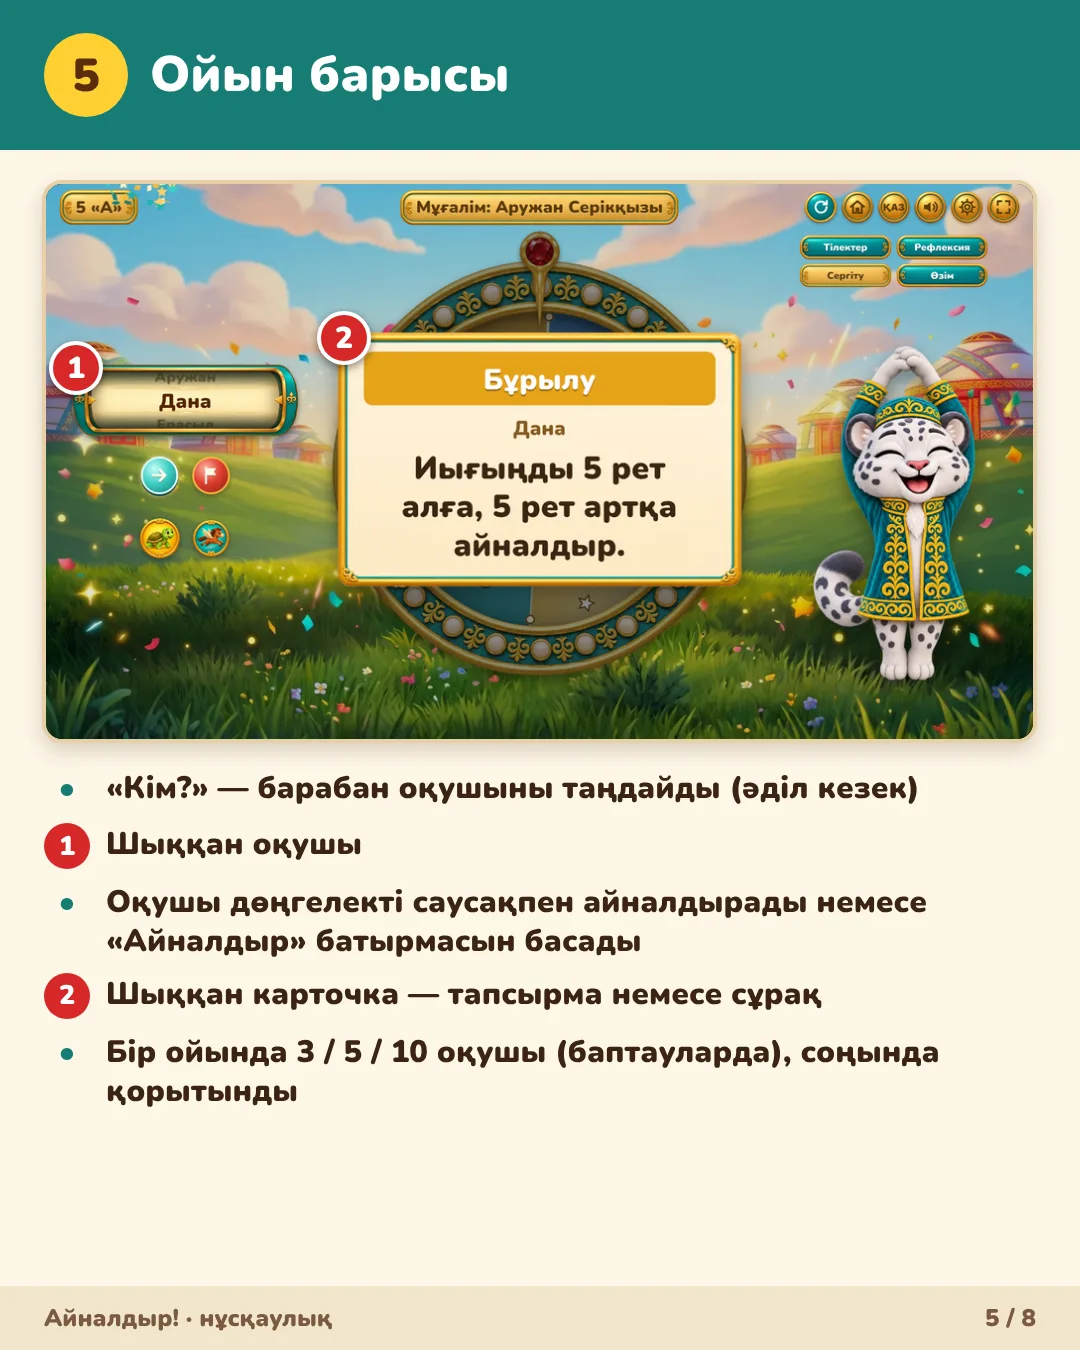 5
Ойын барысы
5 «А»
Мұғалім: Аружан Серікқызы
ҚАЗ
Тілектер
Рефлексия
Сергіту
Өзім
1
2
Аружан
Дана
Ерасыл
Бұрылу
Дана
Иығыңды 5 рет
алға, 5 рет артқа
айналдыр.
• «Кім?» — барабан оқушыны таңдайды (әділ кезек)
1 Шыққан оқушы
• Оқушы дөңгелекті саусақпен айналдырады немесе
«Айналдыр» батырмасын басады
2 Шыққан карточка — тапсырма немесе сұрақ
• Бір ойында 3 / 5 / 10 оқушы (баптауларда), соңында
қорытынды
Айналдыр! · нұсқаулық
5 / 8